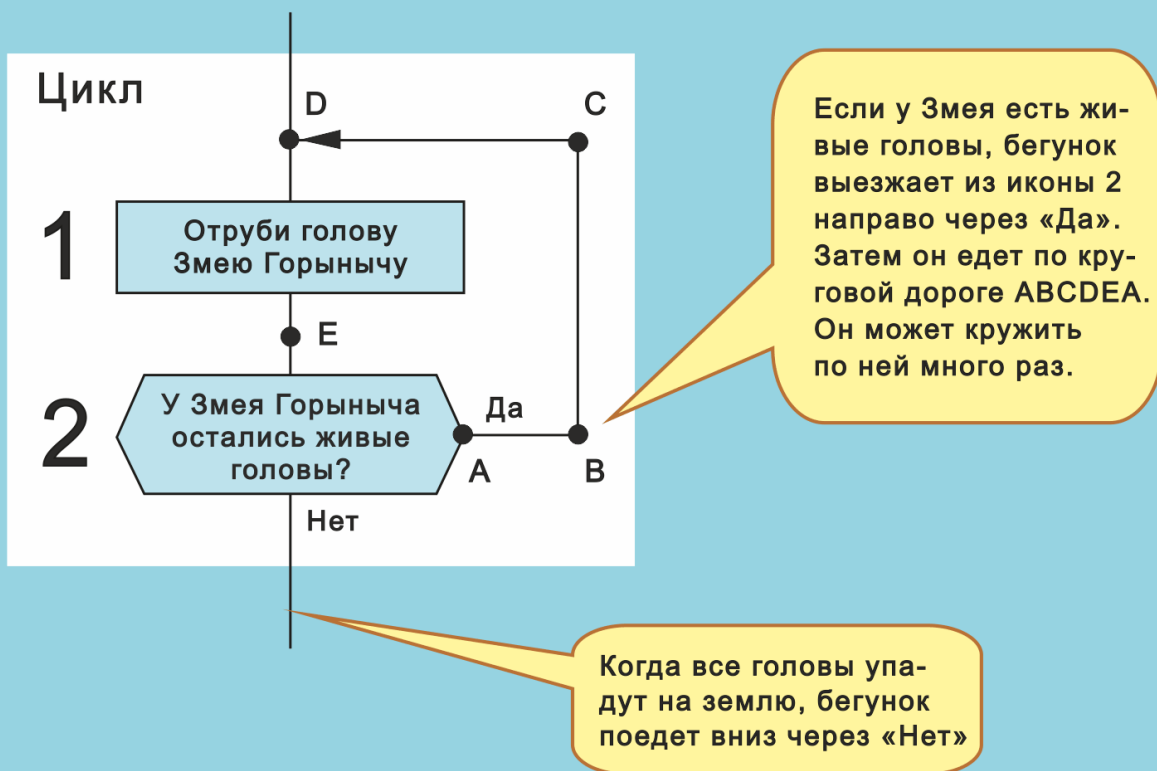 Цикл
D
C
1
Отруби голову
Змею Горынычу
E
2
У Змея Горыныча
остались живые
головы?
Да
A
B
Нет
Если у Змея есть жи-
вые головы, бегунок
выезжает из иконы 2
направо через «Да».
Затем он едет по кру-
говой дороге ABCDEA.
Он может кружить
по ней много раз.
Когда все головы упа-
дут на землю, бегунок
поедет вниз через «Нет»